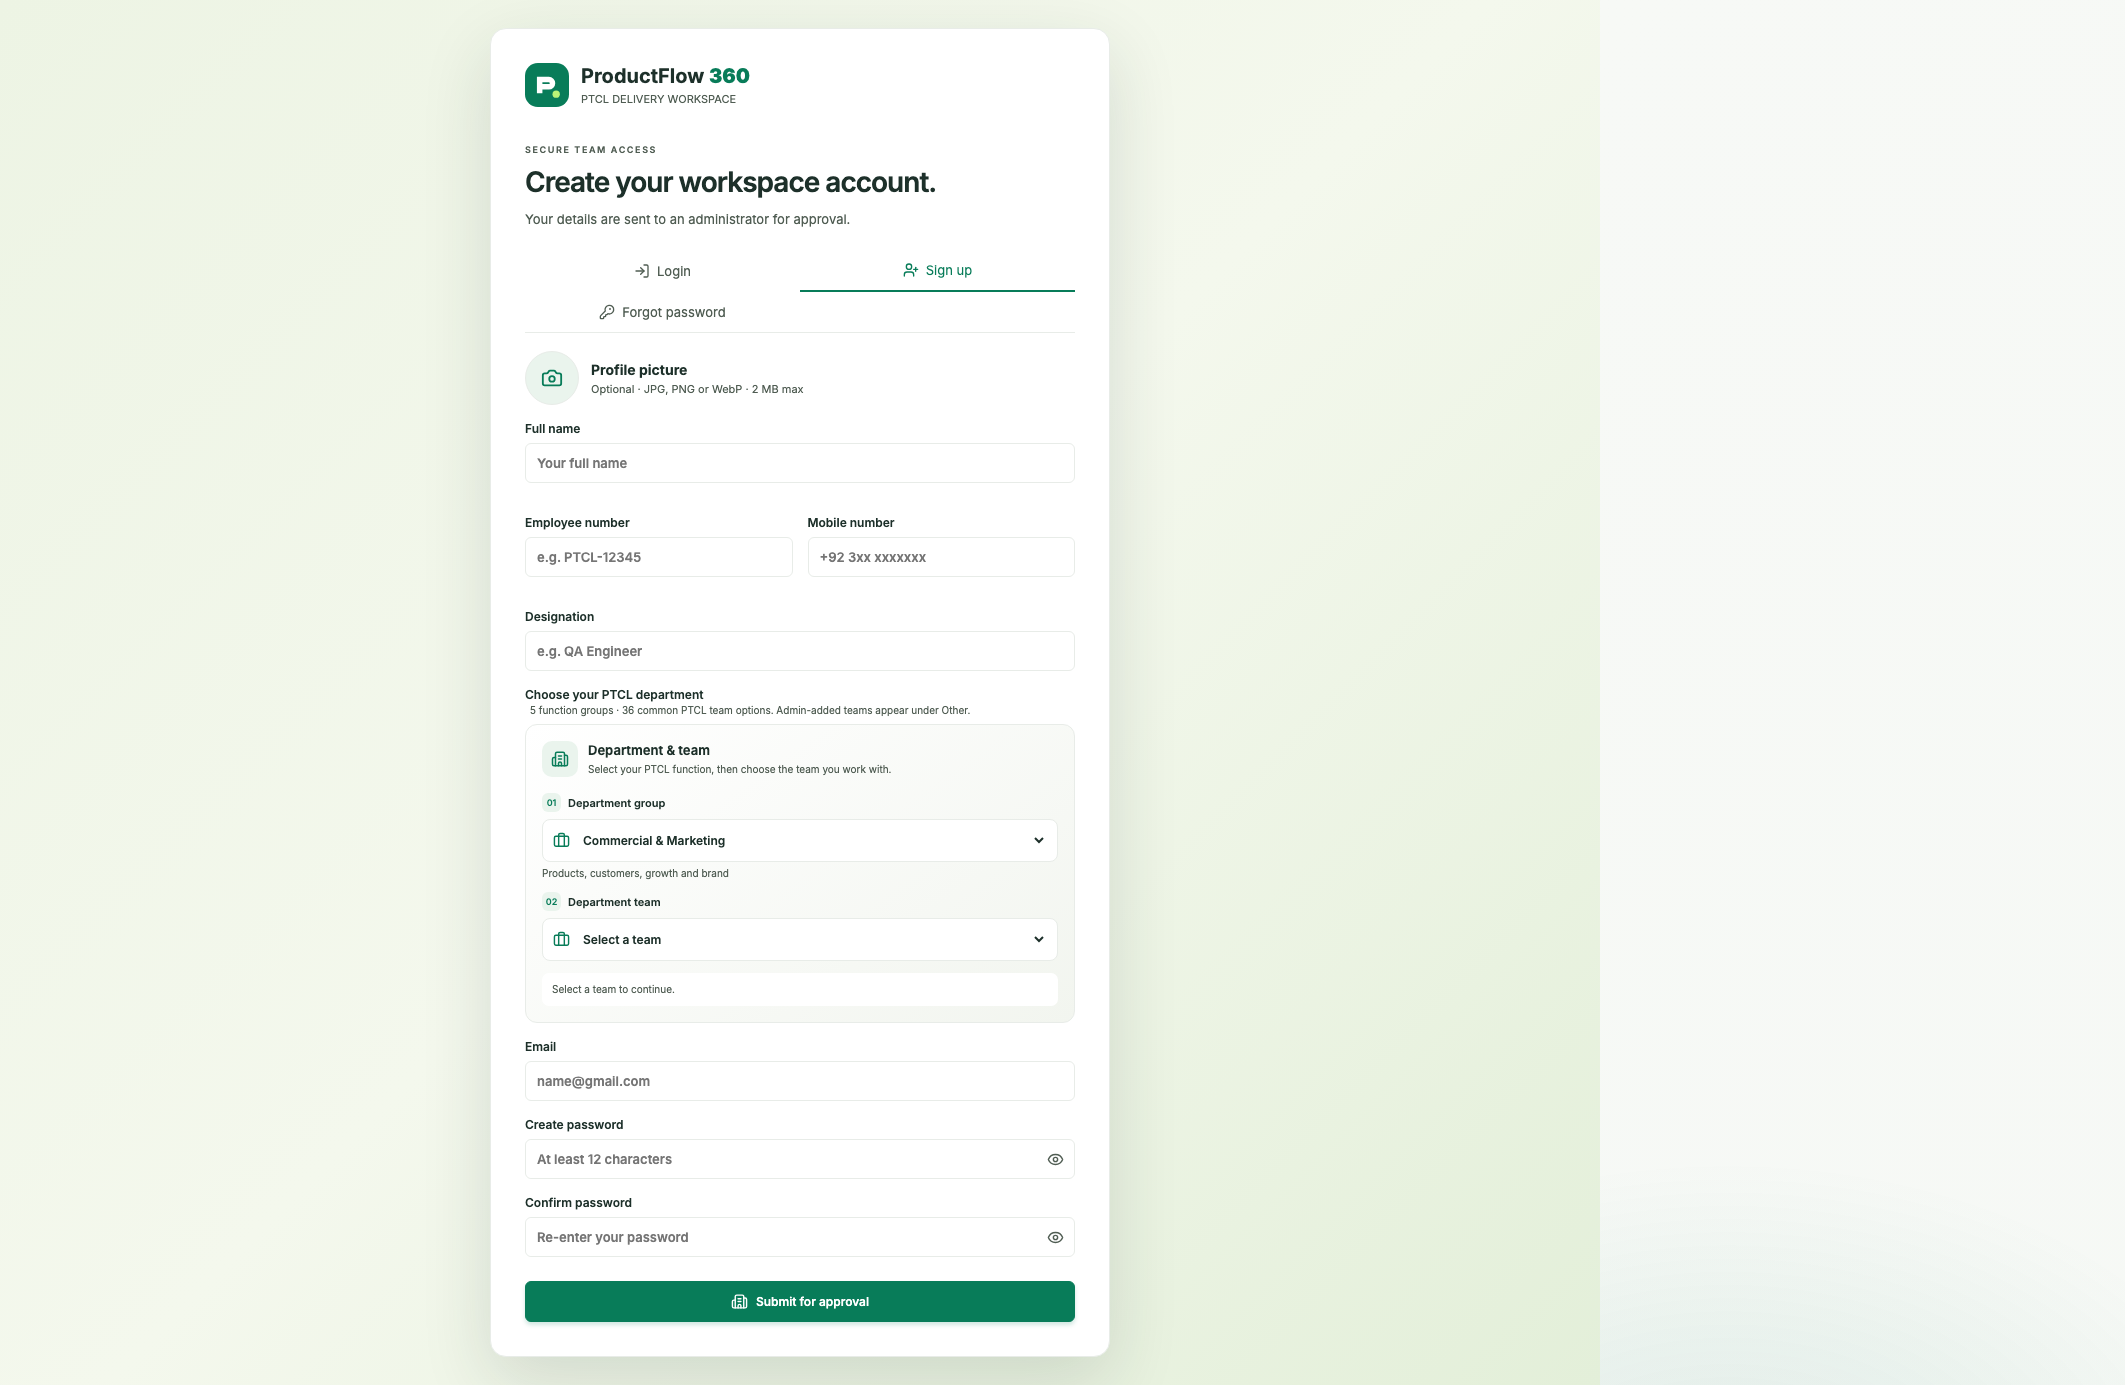 P.
ProductFlow 360
PTCL DELIVERY WORKSPACE
SECURE TEAM ACCESS
Create your workspace account.
Your details are sent to an administrator for approval.
Login
Sign up
Forgot password
Profile picture
Optional · JPG, PNG or WebP · 2 MB max
Full name
Your full name
Employee number
Mobile number
e.g. PTCL-12345
+92 3xx xxxxxxx
Designation
e.g. QA Engineer
Choose your PTCL department
5 function groups · 36 common PTCL team options. Admin-added teams appear under Other.
Department & team
Select your PTCL function, then choose the team you work with.
01 Department group
Commercial & Marketing
Products, customers, growth and brand
02 Department team
Select a team
Select a team to continue.
Email
name@gmail.com
Create password
At least 12 characters
Confirm password
Re-enter your password
Submit for approval